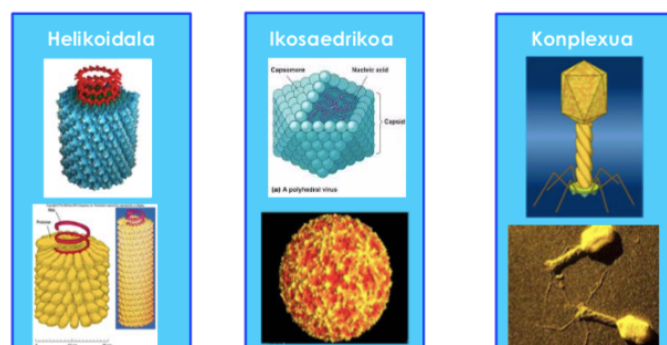 Helikoidala
Ikosaedrikoa
Konplexua
Capsomere
Nucleic acid
Capsid
(a) A polyhedral virus